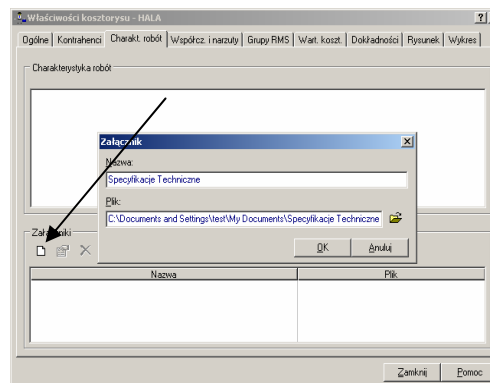 Właściwości kosztorysu - HALA
Ogólne Kontrahenci Charakt. robót Współcz. i narzuty Grupy RMS Wart. koszt. Dokładności Rysunek Wykres
Charakterystyka robót
Załącznik
Nazwa:
Specyfikacje Techniczne
Plik:
C:\Documents and Settings\test\My Documents\Specyfikacje Techniczne
OK Anuluj
Załączniki
Nazwa Plik
Zamknij Pomoc